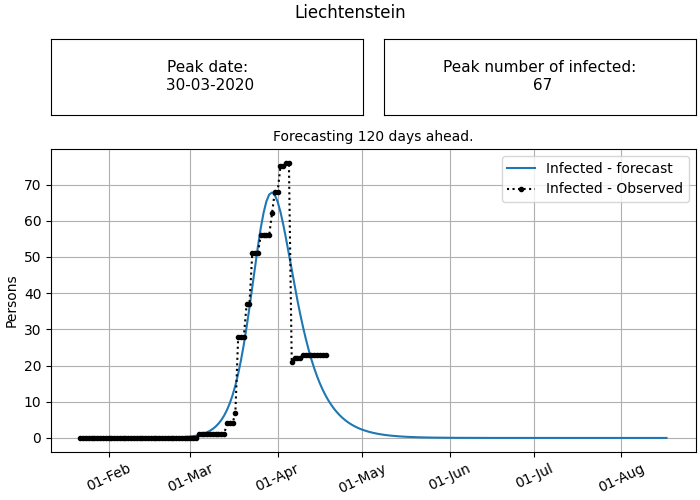 Liechtenstein
Peak date:
30-03-2020
Peak number of infected:
67
Forecasting 120 days ahead.
Infected - forecast
Infected - Observed
Persons
70
60
50
40
30
20
10
0
01-Feb
01-Mar
01-Apr
01-May
01-Jun
01-Jul
01-Aug